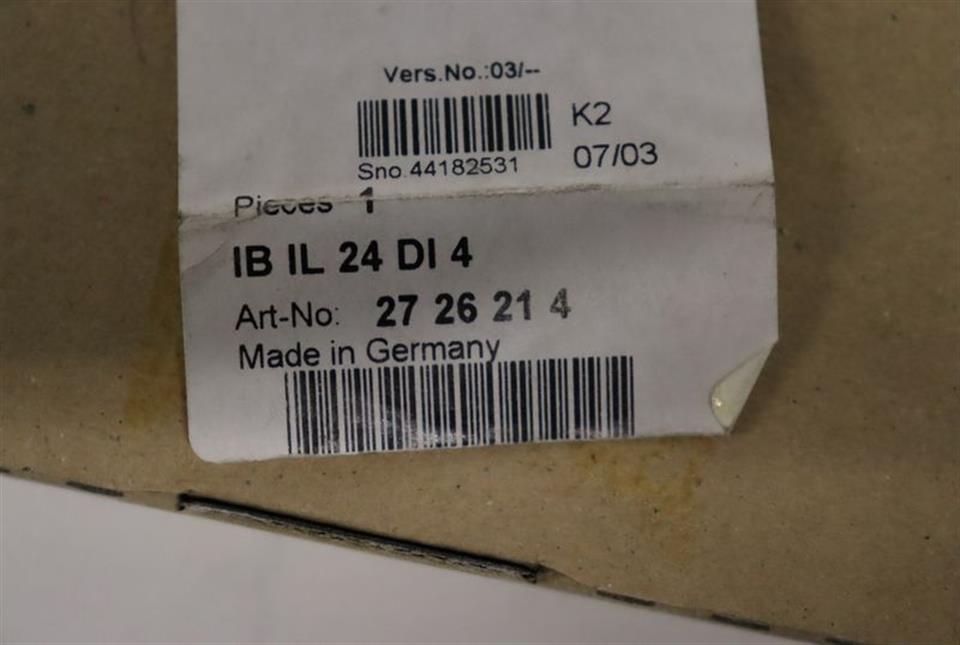 Vers.No.:03/--
K2
Sno.44182531
07/03
Pieces 1
IB IL 24 DI 4
Art-No: 27 26 21 4
Made in Germany